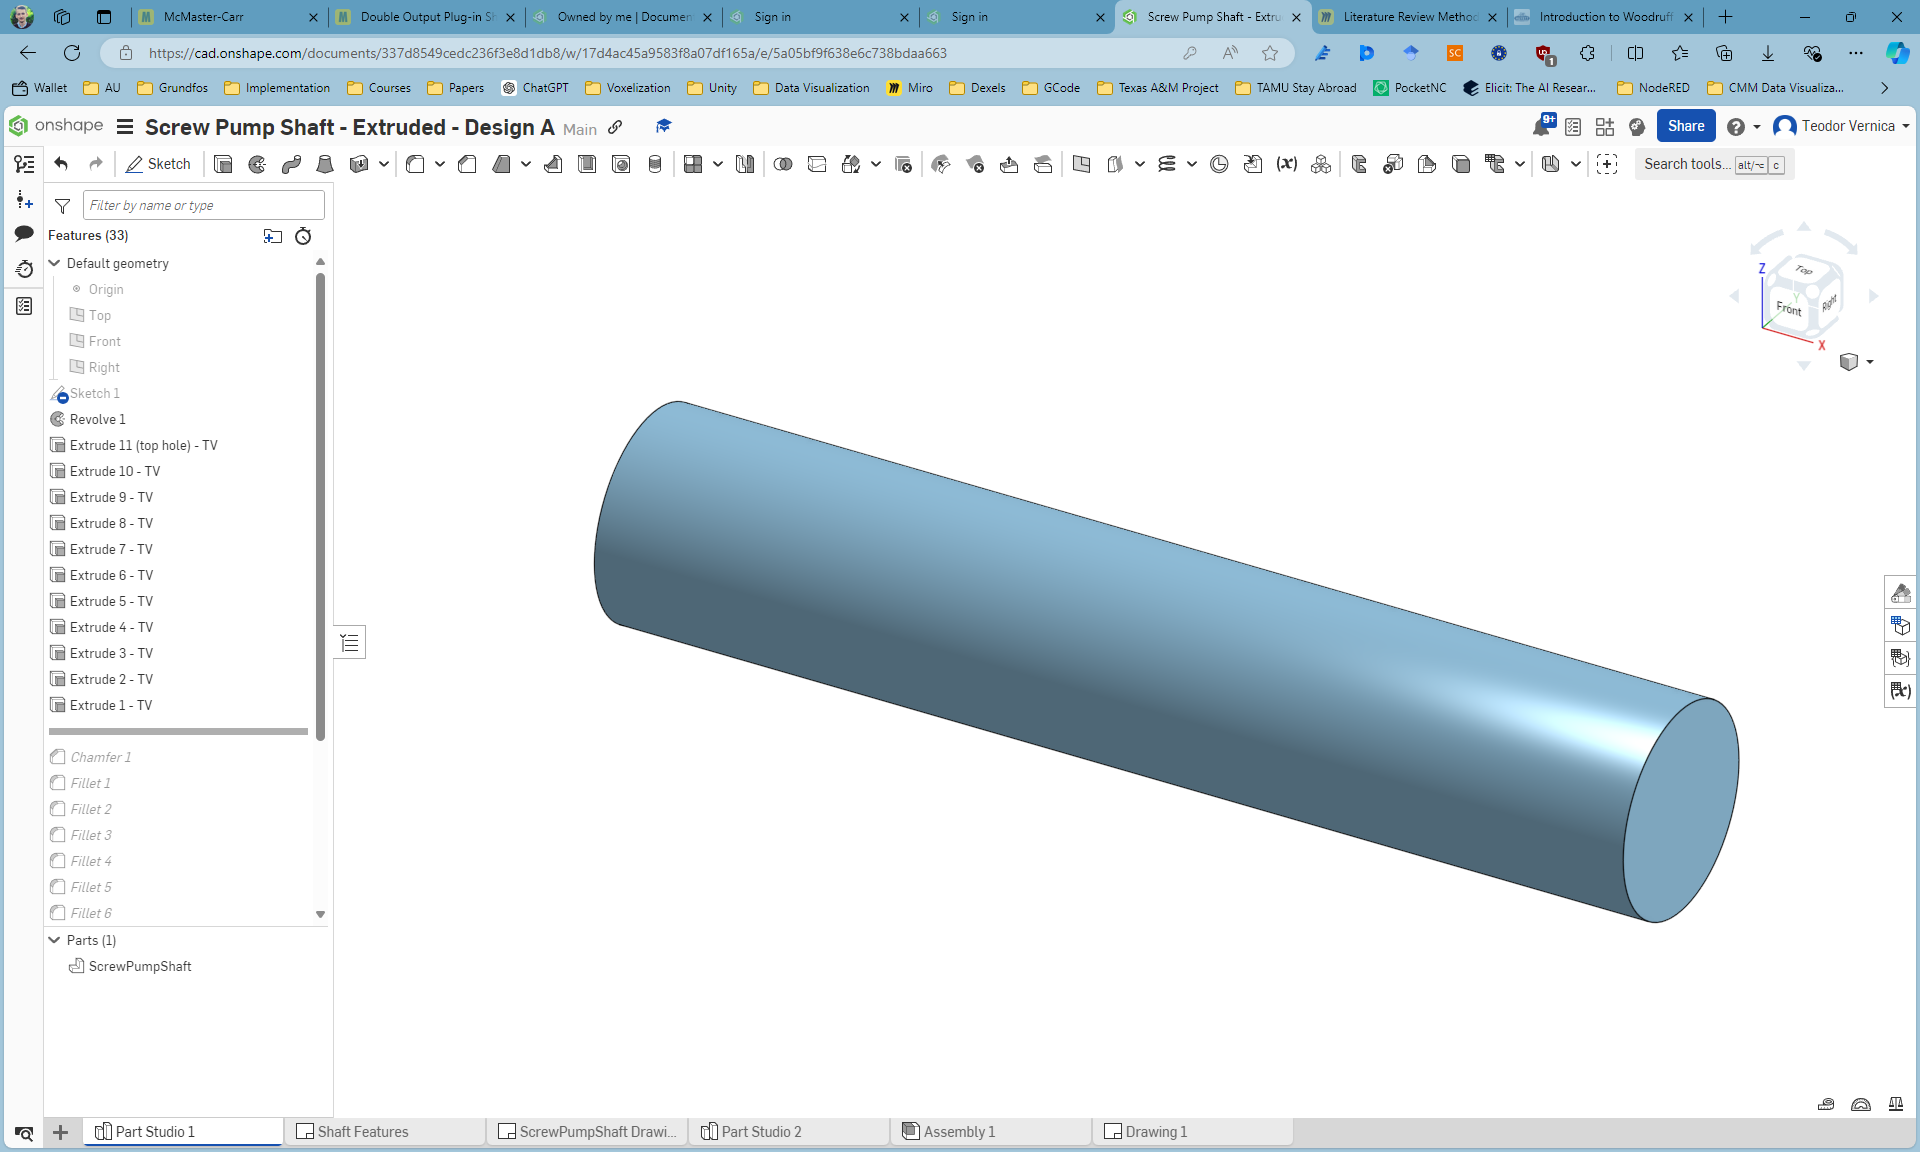 McMaster-Carr
Double Output Plug-in Sh
Owned by me | Documen
Sign in
Sign in
Screw Pump Shaft - Extru
Literature Review Metho
Introduction to Woodruff
https://cad.onshape.com/documents/337d8549cedc236f3e8d1db8/w/17d4ac45a9583f8a07df165a/e/5a05bf9f638e6c738bdaa663
Wallet
AU
Grundfos
Implementation
Courses
Papers
ChatGPT
Voxelization
Unity
Data Visualization
Miro
Dexels
GCode
Texas A&M Project
TAMU Stay Abroad
PocketNC
Elicit: The AI Resear...
NodeRED
CMM Data Visualiza...
onshape
Screw Pump Shaft - Extruded - Design A Main
9+
Share
Teodor Vernica
Sketch
(x)
Search tools... alt/⌥ c
Filter by name or type
Features (33)
Default geometry
Origin
Top
Front
Right
Sketch 1
Revolve 1
Extrude 11 (top hole) - TV
Extrude 10 - TV
Extrude 9 - TV
Extrude 8 - TV
Extrude 7 - TV
Extrude 6 - TV
Extrude 5 - TV
Extrude 4 - TV
Extrude 3 - TV
Extrude 2 - TV
Extrude 1 - TV
Chamfer 1
Fillet 1
Fillet 2
Fillet 3
Fillet 4
Fillet 5
Fillet 6
Parts (1)
ScrewPumpShaft
Z
Top
Y
Front
Right
X
(x)
Part Studio 1
Shaft Features
ScrewPumpShaft Drawi...
Part Studio 2
Assembly 1
Drawing 1